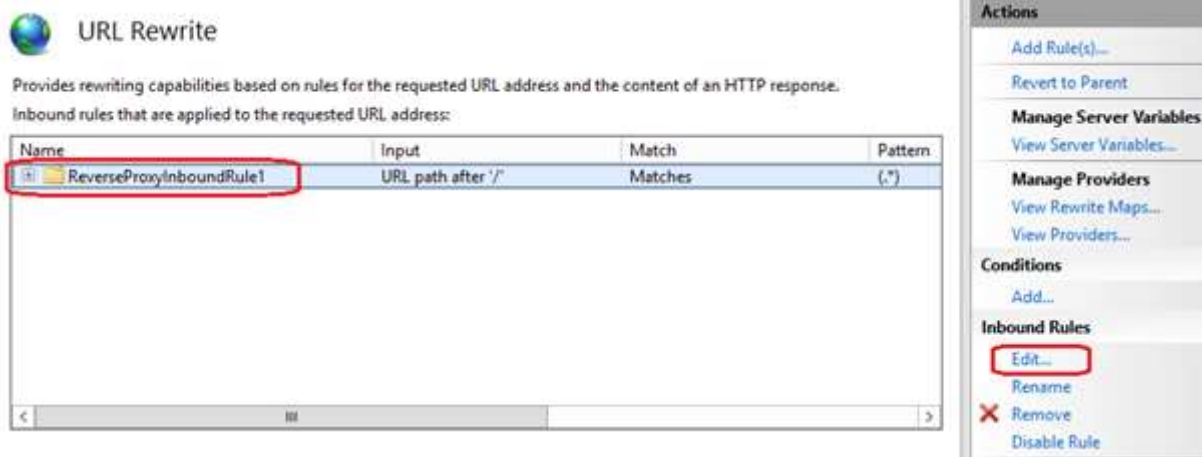 URL Rewrite
Provides rewriting capabilities based on rules for the requested URL address and the content of an HTTP response.
Inbound rules that are applied to the requested URL address:
Name Input Match Pattern
ReverseProxyInboundRule1 URL path after '/' Matches (.*)
Actions
Add Rule(s)...
Revert to Parent
Manage Server Variables
View Server Variables...
Manage Providers
View Rewrite Maps...
View Providers...
Conditions
Add...
Inbound Rules
Edit...
Rename
Remove
Disable Rule